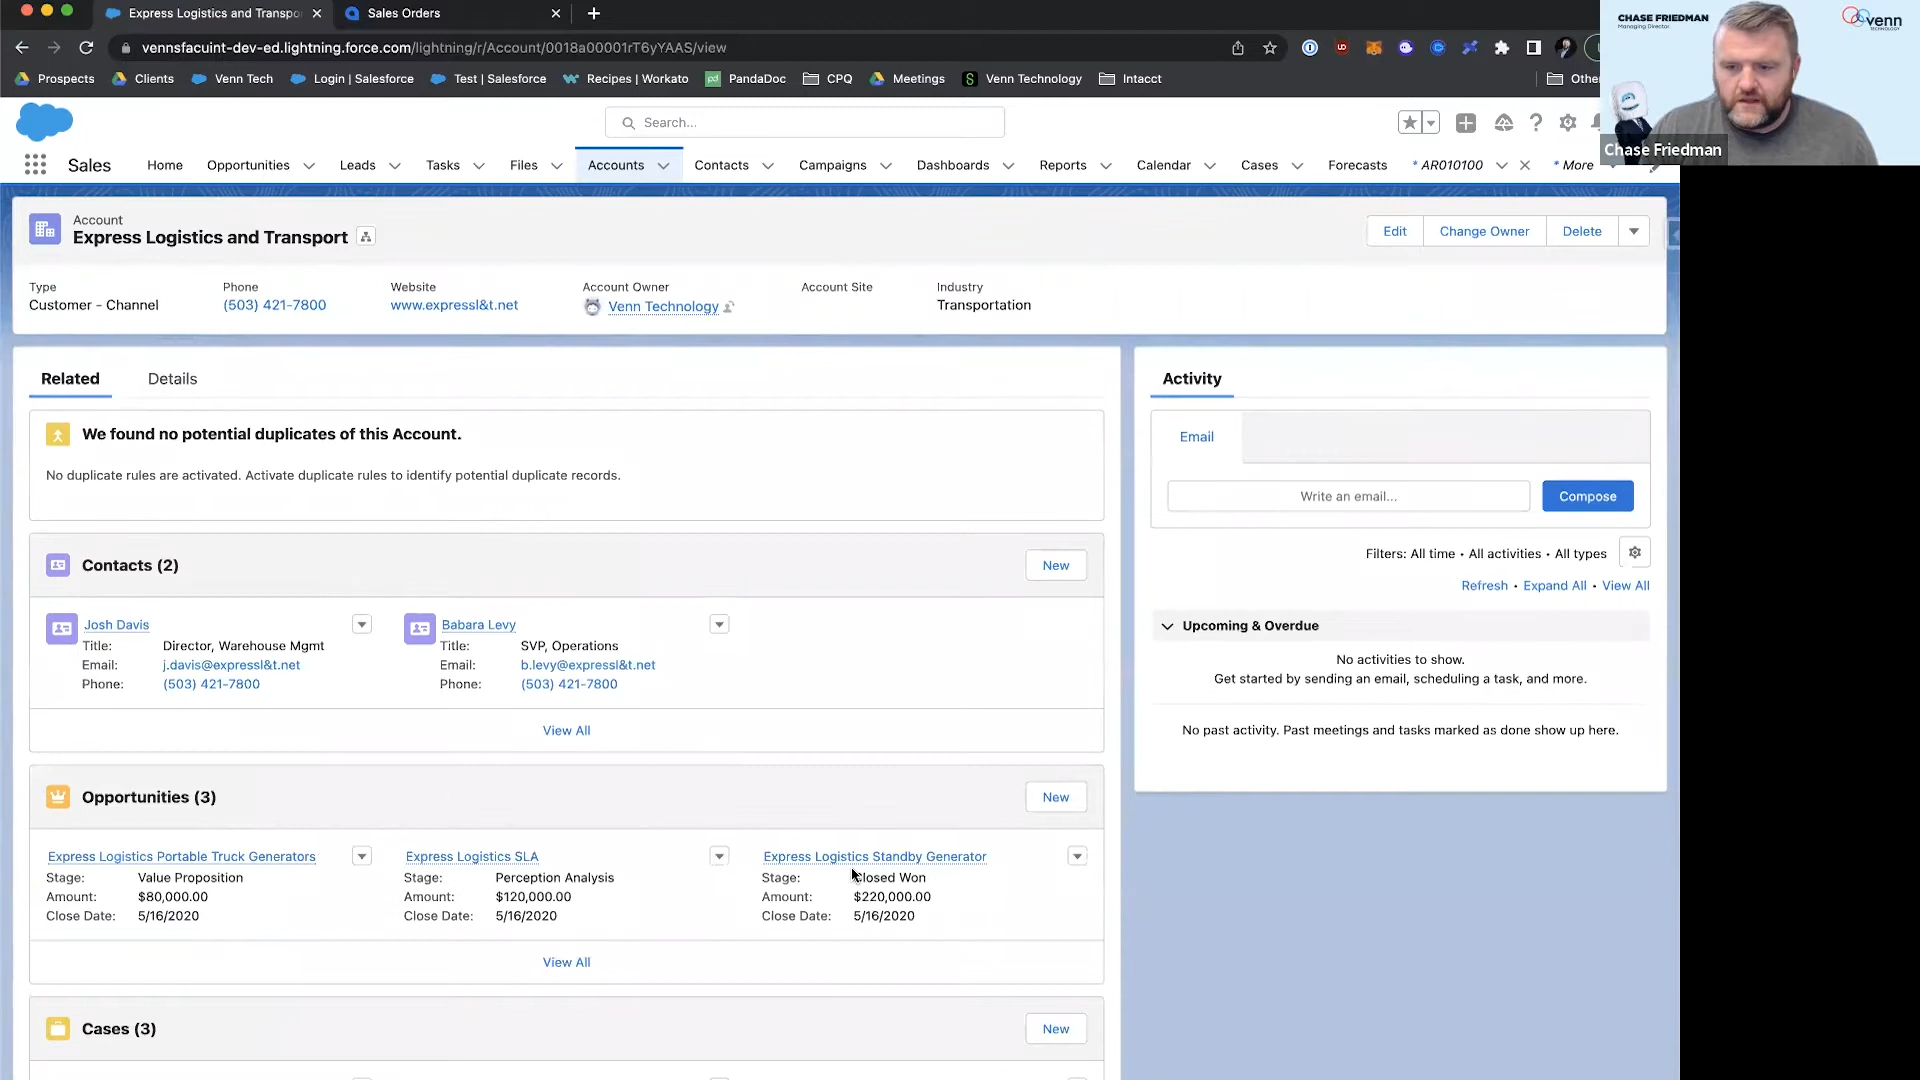 Express Logistics and Transpo
Sales Orders
vennsfacuint-dev-ed.lightning.force.com/lightning/r/Account/0018a00001rT6yYAAS/view
Prospects
Clients
Venn Tech
Login | Salesforce
Test | Salesforce
Recipes | Workato
pd
PandaDoc
CPQ
Meetings
S
Venn Technology
Intacct
Othe
CHASE FRIEDMAN
Managing Director
venn
TECHNOLOGY
Chase Friedman
Search...
Sales
Home
Opportunities
Leads
Tasks
Files
Accounts
Contacts
Campaigns
Dashboards
Reports
Calendar
Cases
Forecasts
* AR010100
* More
Account
Express Logistics and Transport
Edit
Change Owner
Delete
Type
Phone
Website
Account Owner
Account Site
Industry
Customer - Channel
(503) 421-7800
www.expressl&t.net
Venn Technology
Transportation
Related
Details
We found no potential duplicates of this Account.
No duplicate rules are activated. Activate duplicate rules to identify potential duplicate records.
Contacts (2)
New
Josh Davis
Title: Director, Warehouse Mgmt
Email: j.davis@expressl&t.net
Phone: (503) 421-7800
Babara Levy
Title: SVP, Operations
Email: b.levy@expressl&t.net
Phone: (503) 421-7800
View All
Opportunities (3)
New
Express Logistics Portable Truck Generators
Stage: Value Proposition
Amount: $80,000.00
Close Date: 5/16/2020
Express Logistics SLA
Stage: Perception Analysis
Amount: $120,000.00
Close Date: 5/16/2020
Express Logistics Standby Generator
Stage: Closed Won
Amount: $220,000.00
Close Date: 5/16/2020
View All
Cases (3)
New
Activity
Email
Write an email...
Compose
Filters: All time • All activities • All types
Refresh • Expand All • View All
Upcoming & Overdue
No activities to show.
Get started by sending an email, scheduling a task, and more.
No past activity. Past meetings and tasks marked as done show up here.